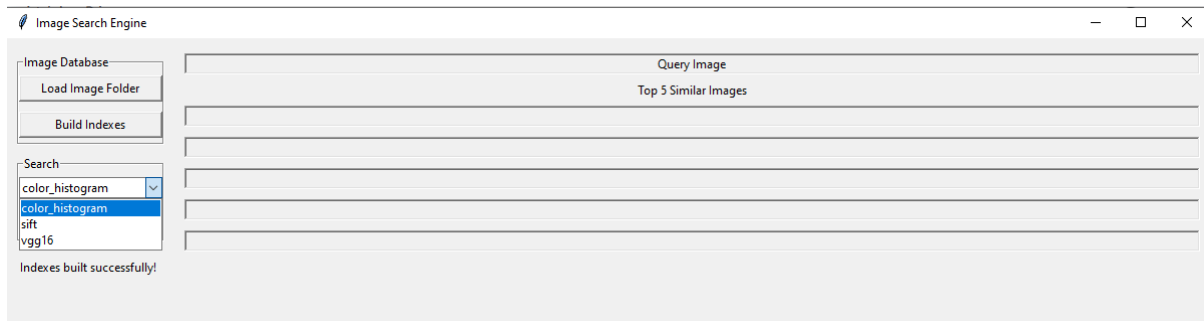 Image Search Engine
Image Database
Load Image Folder
Build Indexes
Search
color_histogram
color_histogram
sift
vgg16
Indexes built successfully!
Query Image
Top 5 Similar Images